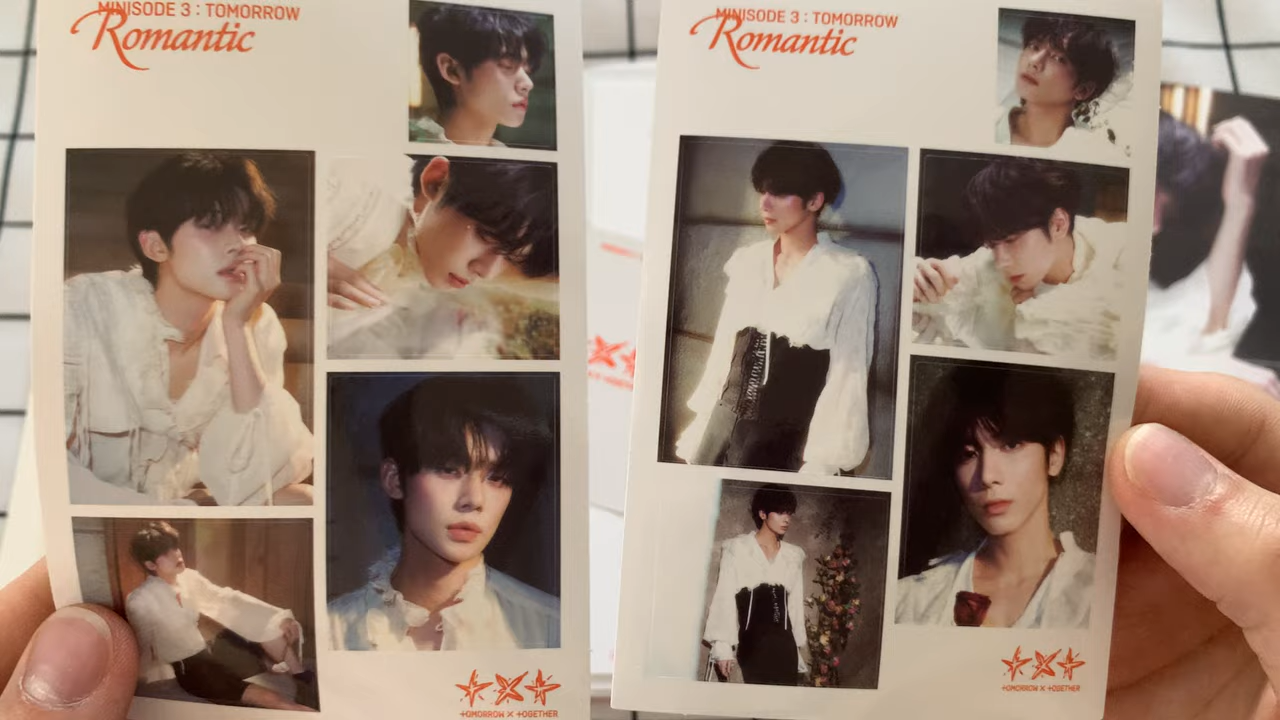 MINISODE 3 : TOMORROW
Romantic
TOMORROW X TOGETHER
MINISODE 3 : TOMORROW
Romantic
TOMORROW X TOGETHER